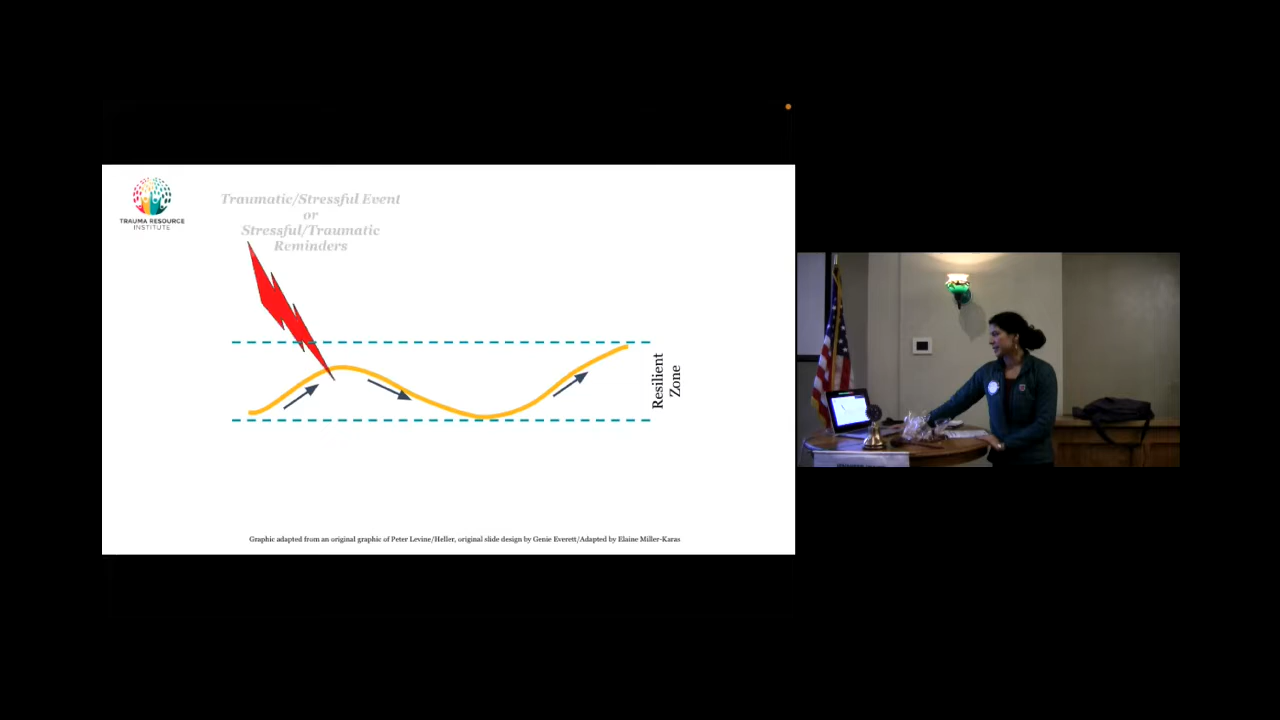 TRAUMA RESOURCE
INSTITUTE
Traumatic/Stressful Event
or
Stressful/Traumatic
Reminders
Resilient
Zone
Graphic adapted from an original graphic of Peter Levine/Heller, original slide design by Genie Everett/Adapted by Elaine Miller-Karas